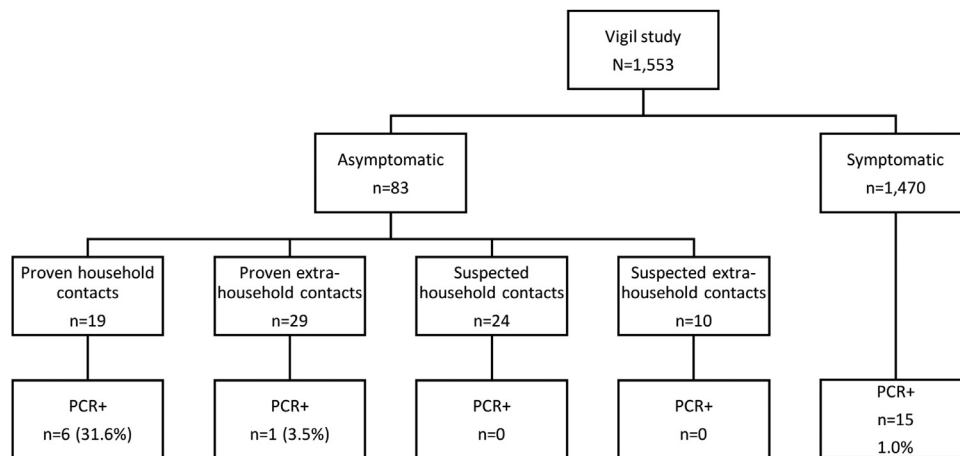 Vigil study
N=1,553
Asymptomatic
n=83
Symptomatic
n=1,470
Proven household
contacts
n=19
Proven extra-
household contacts
n=29
Suspected
household contacts
n=24
Suspected extra-
household contacts
n=10
PCR+
n=6 (31.6%)
PCR+
n=1 (3.5%)
PCR+
n=0
PCR+
n=0
PCR+
n=15
1.0%